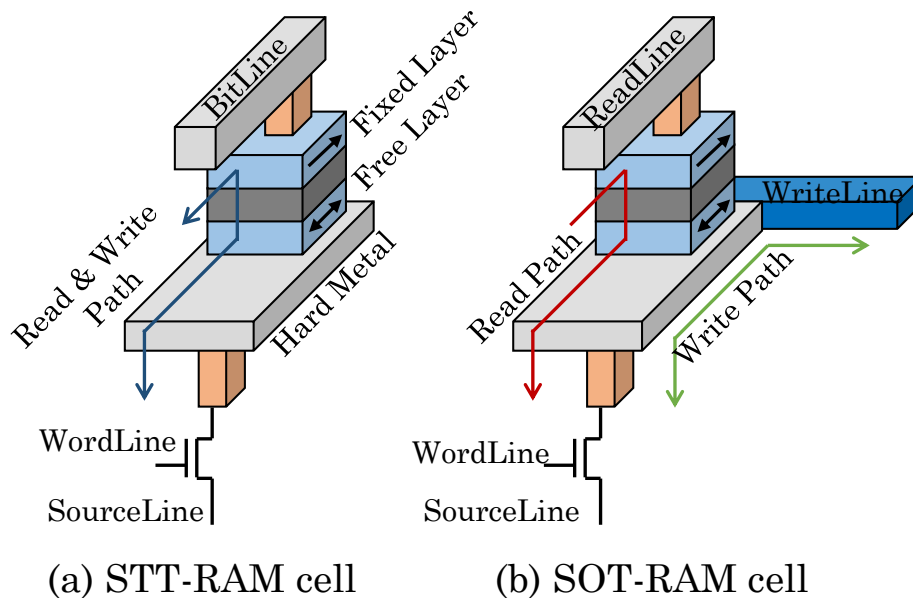 BitLine
Fixed Layer
Free Layer
Read & Write
Path
Hard Metal
WordLine
SourceLine
(a) STT-RAM cell
ReadLine
WriteLine
Read Path
Write Path
WordLine
SourceLine
(b) SOT-RAM cell